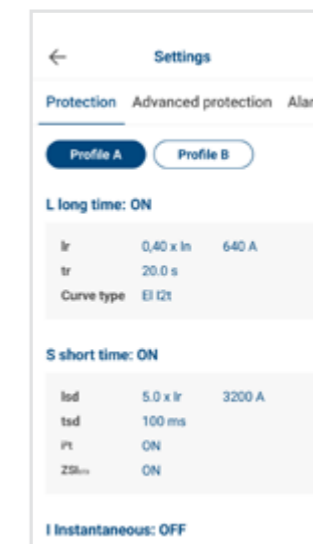 Settings
Protection Advanced protection Alar
Profile A Profile B
L long time: ON
Ir 0,40 x In 640 A
tr 20.0 s
Curve type EI I2t
S short time: ON
Isd 5.0 x Ir 3200 A
tsd 100 ms
I²t ON
ZSI ON
I Instantaneous: OFF